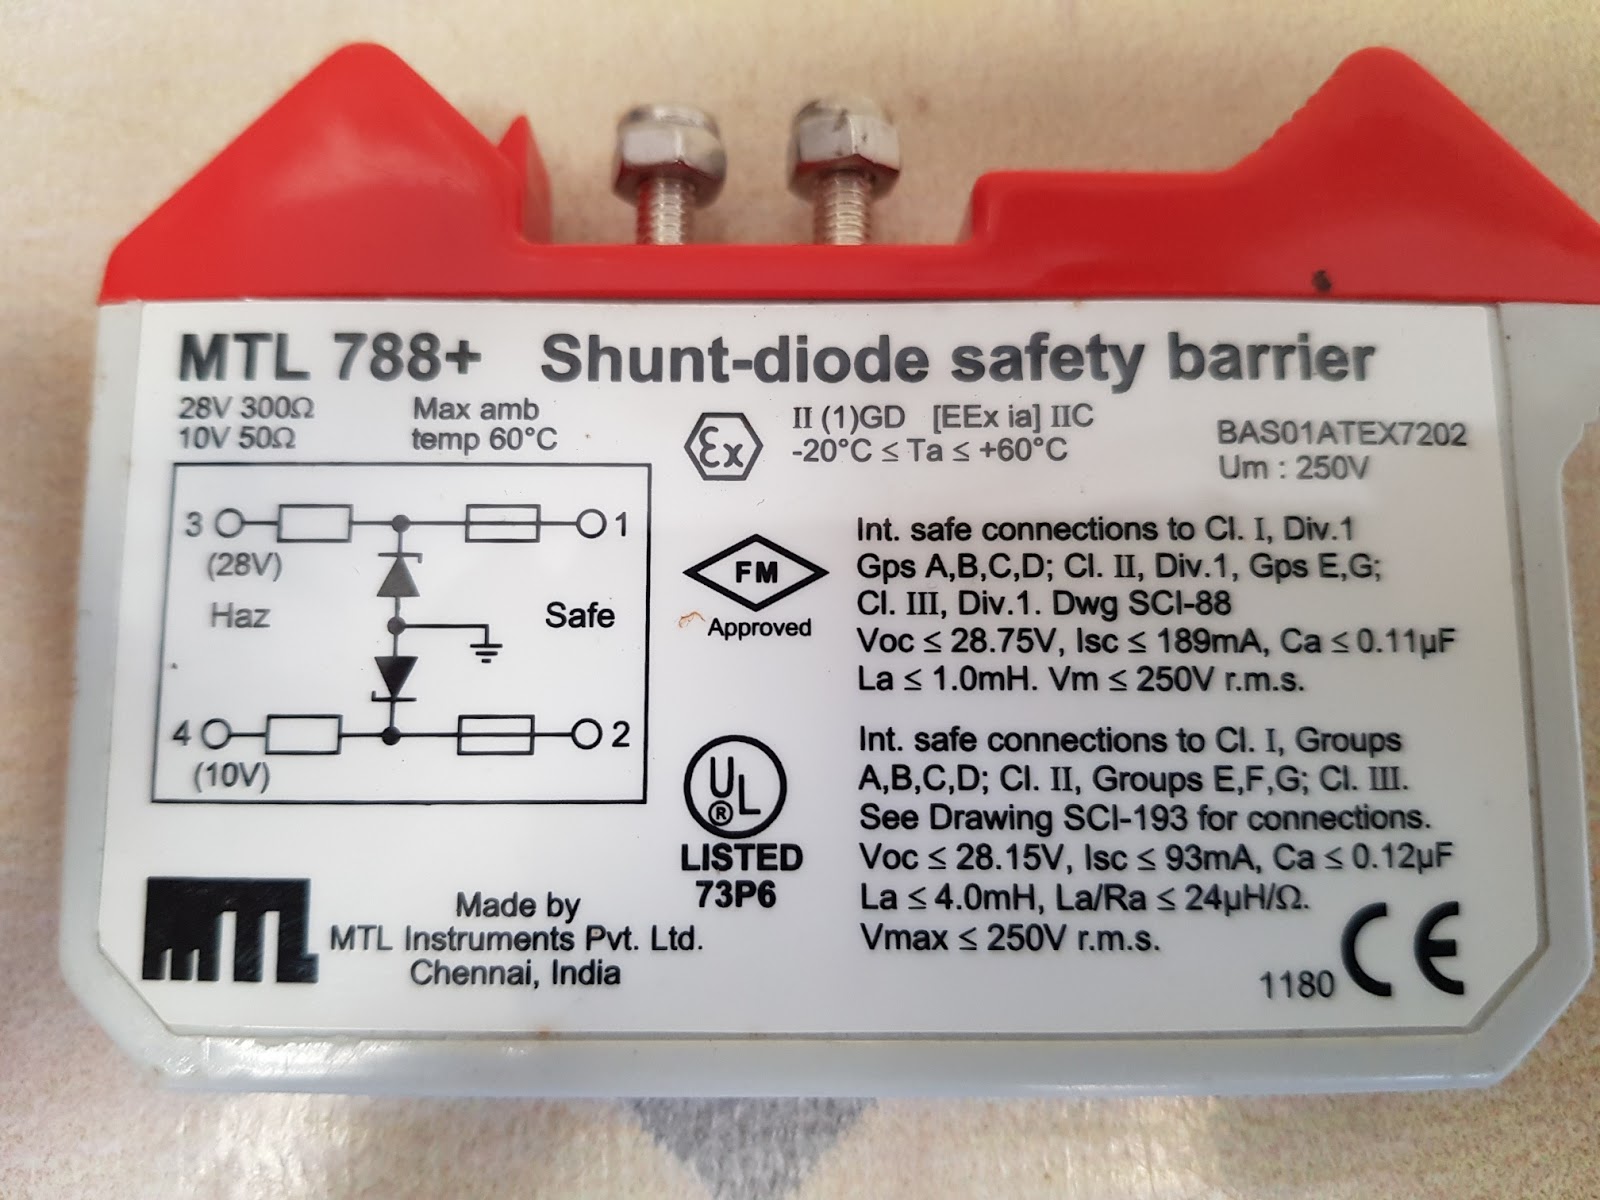 MTL 788+ Shunt-diode safety barrier
28V 300Ω
10V 50Ω
Max amb
temp 60°C
Ex
II (1)GD [EEx ia] IIC
-20°C ≤ Ta ≤ +60°C
BAS01ATEX7202
Um : 250V
3
1
(28V)
Haz
Safe
4
2
(10V)
FM
Approved
Int. safe connections to Cl. I, Div.1
Gps A,B,C,D; Cl. II, Div.1, Gps E,G;
Cl. III, Div.1. Dwg SCI-88
Voc ≤ 28.75V, Isc ≤ 189mA, Ca ≤ 0.11µF
La ≤ 1.0mH. Vm ≤ 250V r.m.s.
UL
®
LISTED
73P6
Int. safe connections to Cl. I, Groups
A,B,C,D; Cl. II, Groups E,F,G; Cl. III.
See Drawing SCI-193 for connections.
Voc ≤ 28.15V, Isc ≤ 93mA, Ca ≤ 0.12µF
La ≤ 4.0mH, La/Ra ≤ 24µH/Ω.
Vmax ≤ 250V r.m.s.
MTL
Made by
MTL Instruments Pvt. Ltd.
Chennai, India
1180 CE